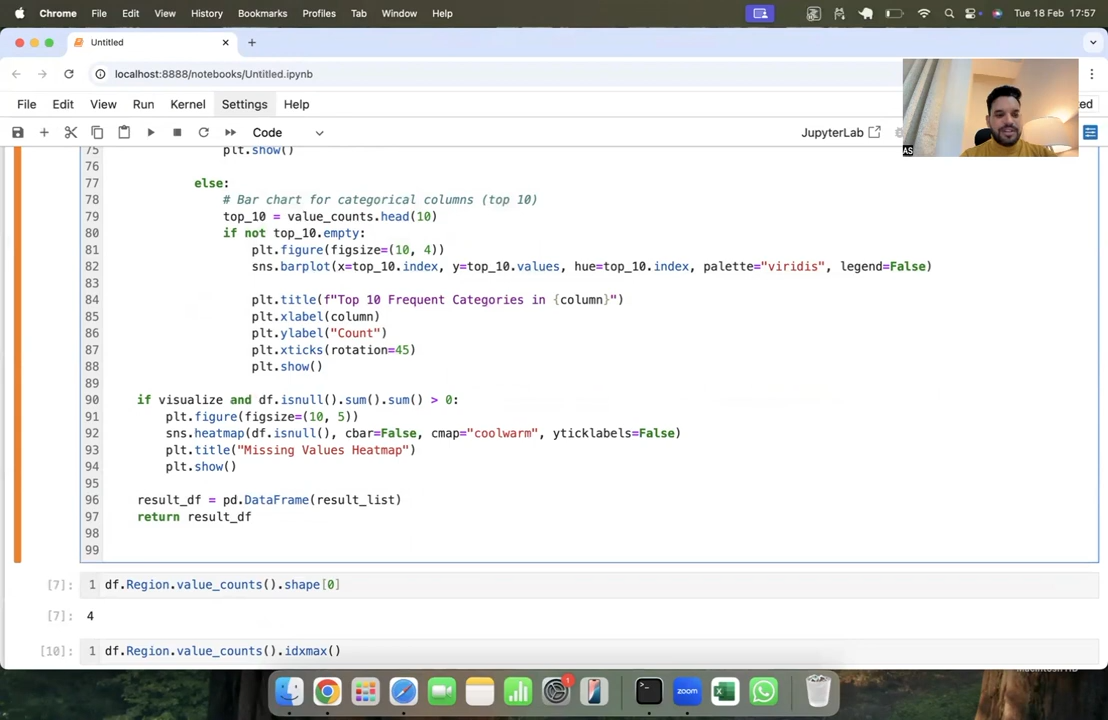 Chrome File Edit View History Bookmarks Profiles Tab Window Help Tue 18 Feb 17:57
Untitled
localhost:8888/notebooks/Untitled.ipynb
File Edit View Run Kernel Settings Help ed
Code JupyterLab
AS
75 plt.show()
76
77 else:
78 # Bar chart for categorical columns (top 10)
79 top_10 = value_counts.head(10)
80 if not top_10.empty:
81 plt.figure(figsize=(10, 4))
82 sns.barplot(x=top_10.index, y=top_10.values, hue=top_10.index, palette="viridis", legend=False)
83
84 plt.title(f"Top 10 Frequent Categories in {column}")
85 plt.xlabel(column)
86 plt.ylabel("Count")
87 plt.xticks(rotation=45)
88 plt.show()
89
90 if visualize and df.isnull().sum().sum() > 0:
91 plt.figure(figsize=(10, 5))
92 sns.heatmap(df.isnull(), cbar=False, cmap="coolwarm", yticklabels=False)
93 plt.title("Missing Values Heatmap")
94 plt.show()
95
96 result_df = pd.DataFrame(result_list)
97 return result_df
98
99
[7]: 1 df.Region.value_counts().shape[0]
[7]: 4
[10]: 1 df.Region.value_counts().idxmax()
1
zoom